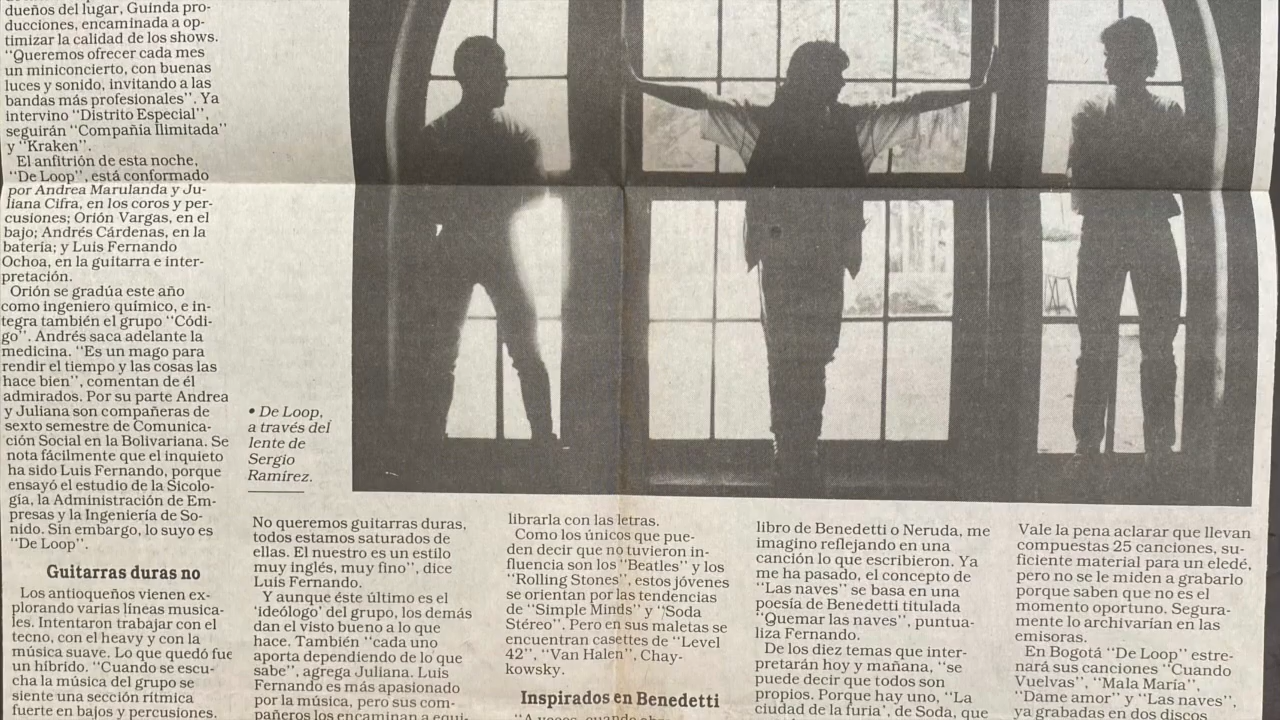 dueños del lugar, Guinda pro-
ducciones, encaminada a op-
timizar la calidad de los shows.
"Queremos ofrecer cada mes
un miniconcierto, con buenas
luces y sonido, invitando a las
bandas más profesionales". Ya
intervino "Distrito Especial",
seguirán "Compañía Ilimitada"
y "Kraken".
El anfitrión de esta noche,
"De Loop", está conformado
por Andrea Marulanda y Ju-
liana Cifra, en los coros y per-
cusiones; Orión Vargas, en el
bajo; Andrés Cárdenas, en la
batería; y Luis Fernando
Ochoa, en la guitarra e inter-
pretación.
Orión se gradúa este año
como ingeniero químico, e in-
tegra también el grupo "Códi-
go". Andrés saca adelante la
medicina. "Es un mago para
rendir el tiempo y las cosas las
hace bien", comentan de él
admirados. Por su parte Andrea
y Juliana son compañeras de
sexto semestre de Comunica-
ción Social en la Bolivariana. Se
nota fácilmente que el inquieto
ha sido Luis Fernando, porque
ensayó el estudio de la Sicolo-
gía, la Administración de Em-
presas y la Ingeniería de So-
nido. Sin embargo, lo suyo es
"De Loop".
Guitarras duras no
Los antioqueños vienen ex-
plorando varias líneas musica-
les. Intentaron trabajar con el
tecno, con el heavy y con la
música suave. Lo que quedó fue
un híbrido. "Cuando se escu-
cha la música del grupo se
siente una sección rítmica
fuerte en bajos y percusiones.
• De Loop,
a través del
lente de
Sergio
Ramírez.
No queremos guitarras duras,
todos estamos saturados de
ellas. El nuestro es un estilo
muy inglés, muy fino", dice
Luis Fernando.
Y aunque éste último es el
'ideólogo' del grupo, los demás
dan el visto bueno a lo que
hace. También "cada uno
aporta dependiendo de lo que
sabe", agrega Juliana. Luis
Fernando es más apasionado
por la música, pero sus com-
pañeros los encaminan a equi-
librarla con las letras.
Como los únicos que pue-
den decir que no tuvieron in-
fluencia son los "Beatles" y los
"Rolling Stones", estos jóvenes
se orientan por las tendencias
de "Simple Minds" y "Soda
Stéreo". Pero en sus maletas se
encuentran casetes de "Level
42", "Van Halen", Chay-
kowsky.
Inspirados en Benedetti
"A veces, cuando
libro de Benedetti o Neruda, me
imagino reflejando en una
canción lo que escribieron. Ya
me ha pasado, el concepto de
"Las naves" se basa en una
poesía de Benedetti titulada
"Quemar las naves", puntua-
liza Fernando.
De los diez temas que inter-
pretarán hoy y mañana, "se
puede decir que todos son
propios. Porque hay uno, "La
ciudad de la furia', de Soda, que
Vale la pena aclarar que llevan
compuestas 25 canciones, su-
ficiente material para un eledé,
pero no se le miden a grabarlo
porque saben que no es el
momento oportuno. Segura-
mente lo archivarían en las
emisoras.
En Bogotá "De Loop" estre-
nará sus canciones "Cuando
Vuelvas", "Mala María",
"Dame amor" y "Las naves",
ya grabadas en dos discos